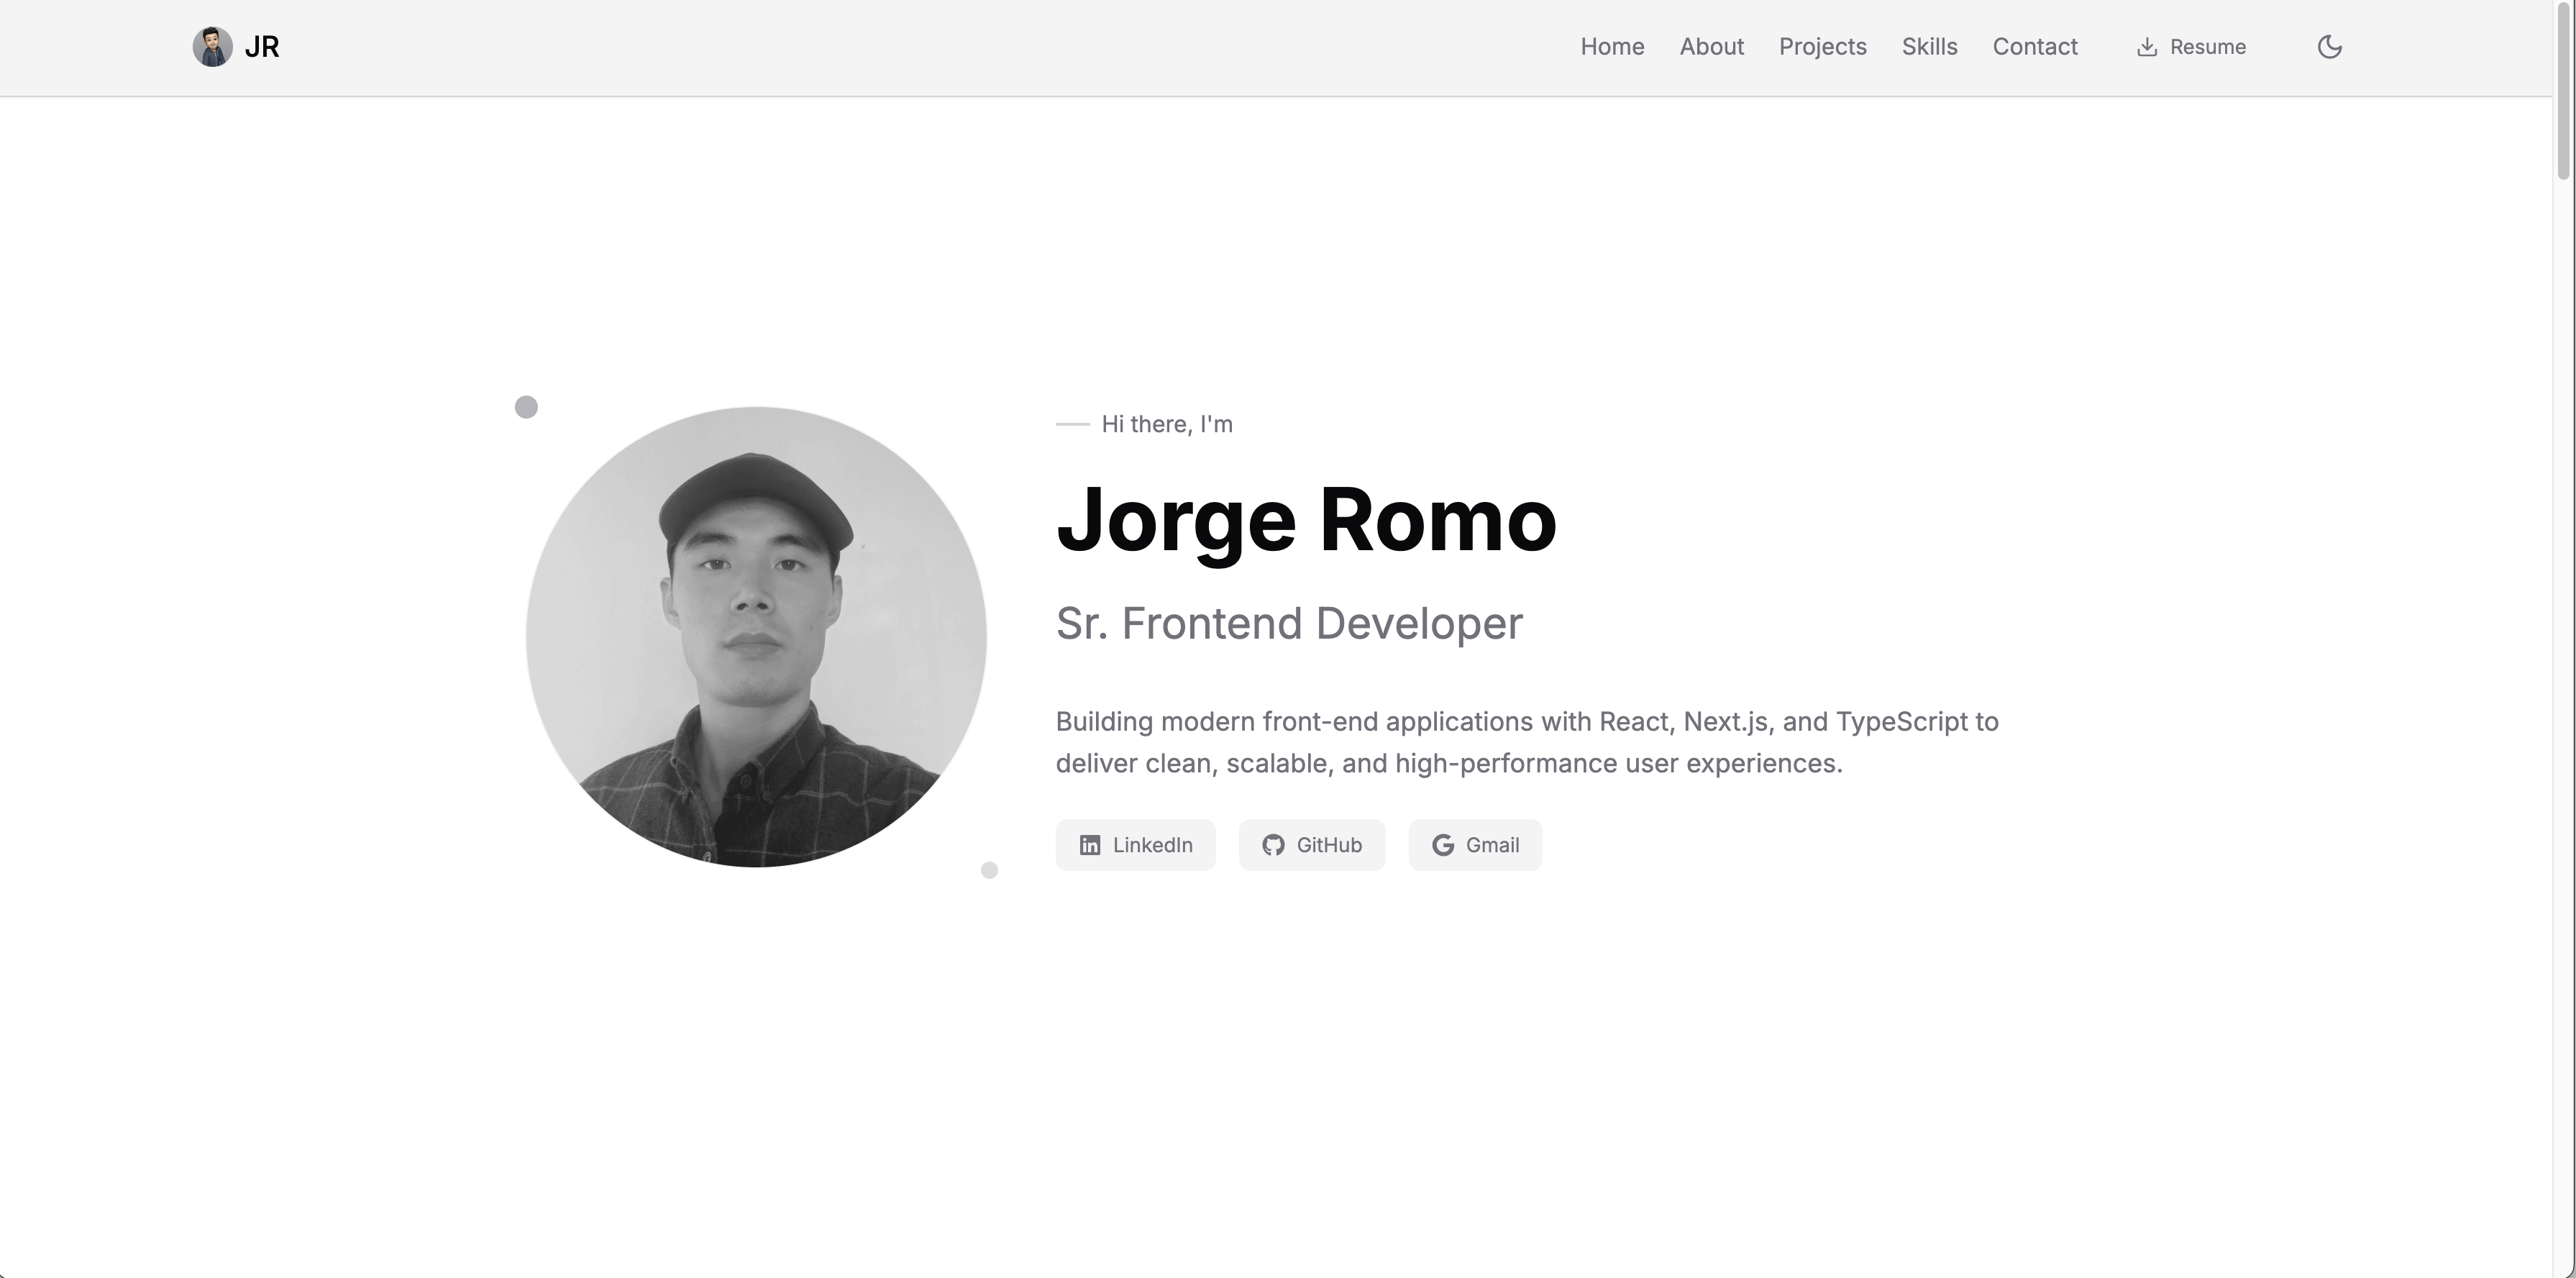 JR
Home About Projects Skills Contact Resume
Hi there, I'm
Jorge Romo
Sr. Frontend Developer
Building modern front-end applications with React, Next.js, and TypeScript to
deliver clean, scalable, and high-performance user experiences.
LinkedIn GitHub Gmail